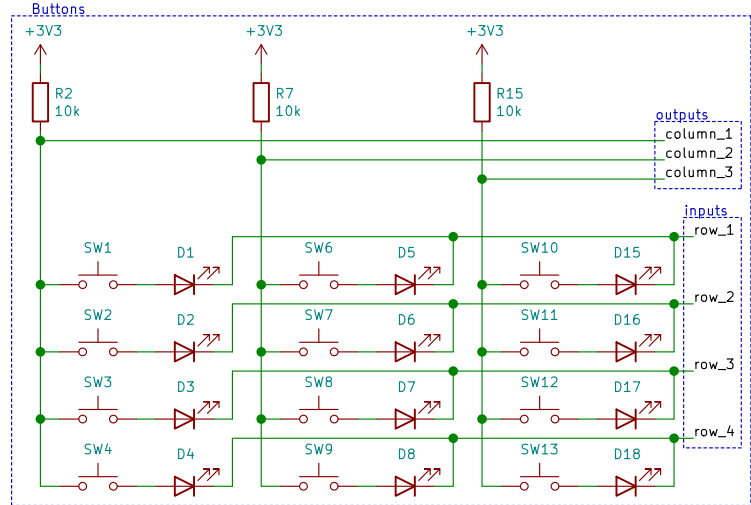 Buttons
+3V3 +3V3 +3V3
R2 R7 R15
10k 10k 10k
outputs
column_1
column_2
column_3
inputs
row_1
SW1 D1 SW6 D5 SW10 D15
row_2
SW2 D2 SW7 D6 SW11 D16
row_3
SW3 D3 SW8 D7 SW12 D17
row_4
SW4 D4 SW9 D8 SW13 D18